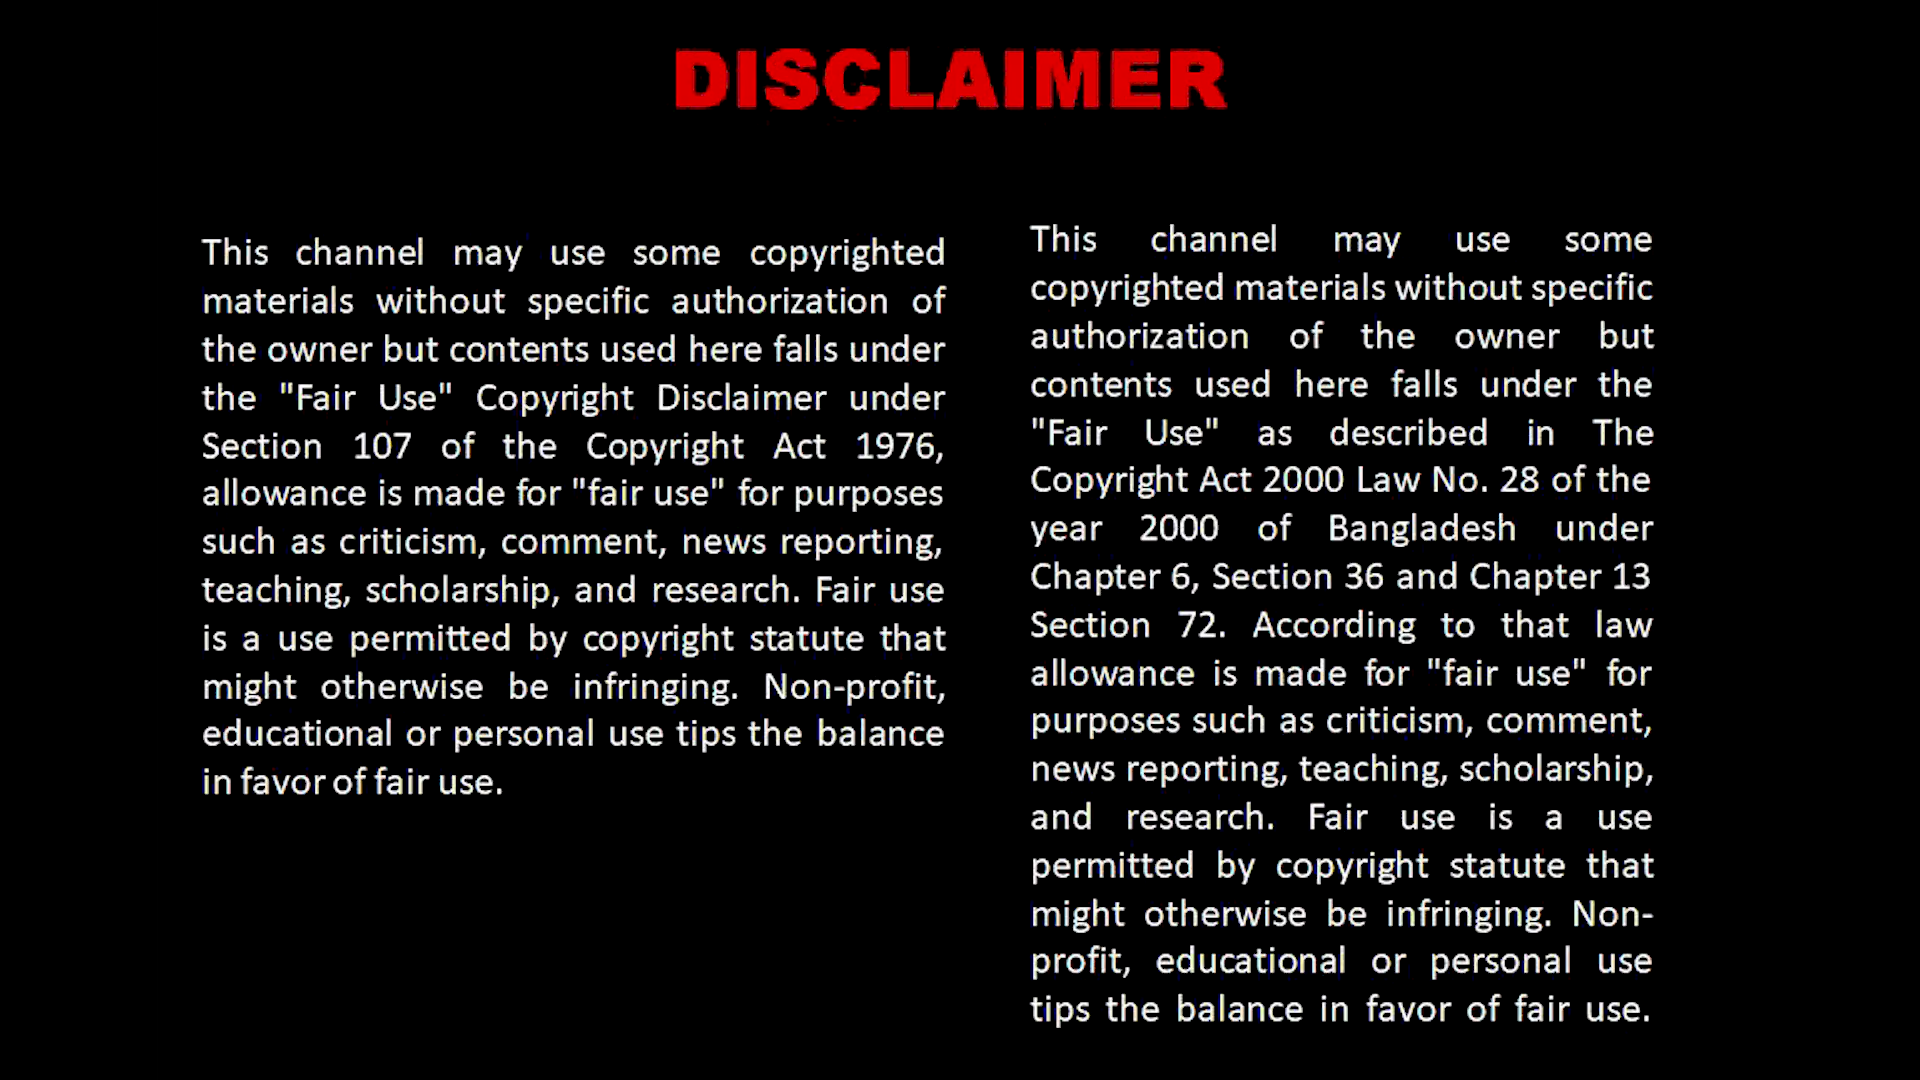 DISCLAIMER
This channel may use some copyrighted
materials without specific authorization of
the owner but contents used here falls under
the "Fair Use" Copyright Disclaimer under
Section 107 of the Copyright Act 1976,
allowance is made for "fair use" for purposes
such as criticism, comment, news reporting,
teaching, scholarship, and research. Fair use
is a use permitted by copyright statute that
might otherwise be infringing. Non-profit,
educational or personal use tips the balance
in favor of fair use.
This channel may use some
copyrighted materials without specific
authorization of the owner but
contents used here falls under the
"Fair Use" as described in The
Copyright Act 2000 Law No. 28 of the
year 2000 of Bangladesh under
Chapter 6, Section 36 and Chapter 13
Section 72. According to that law
allowance is made for "fair use" for
purposes such as criticism, comment,
news reporting, teaching, scholarship,
and research. Fair use is a use
permitted by copyright statute that
might otherwise be infringing. Non-
profit, educational or personal use
tips the balance in favor of fair use.